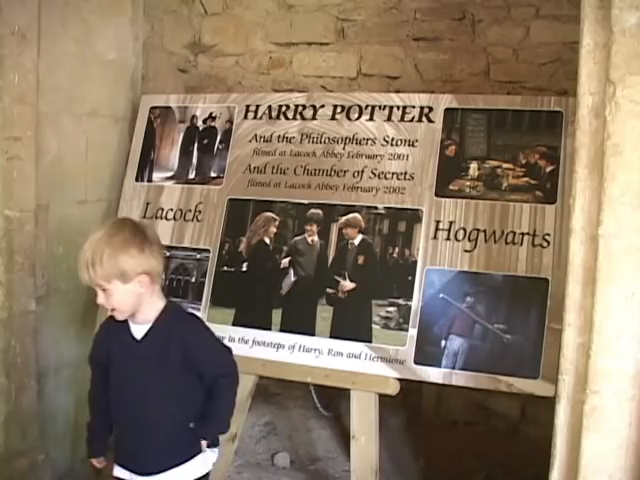 HARRY POTTER
And the Philosophers Stone
filmed at Lacock Abbey February 2001
And the Chamber of Secrets
filmed at Lacock Abbey February 2002
Lacock
Hogwarts
in the footsteps of Harry, Ron and Hermione